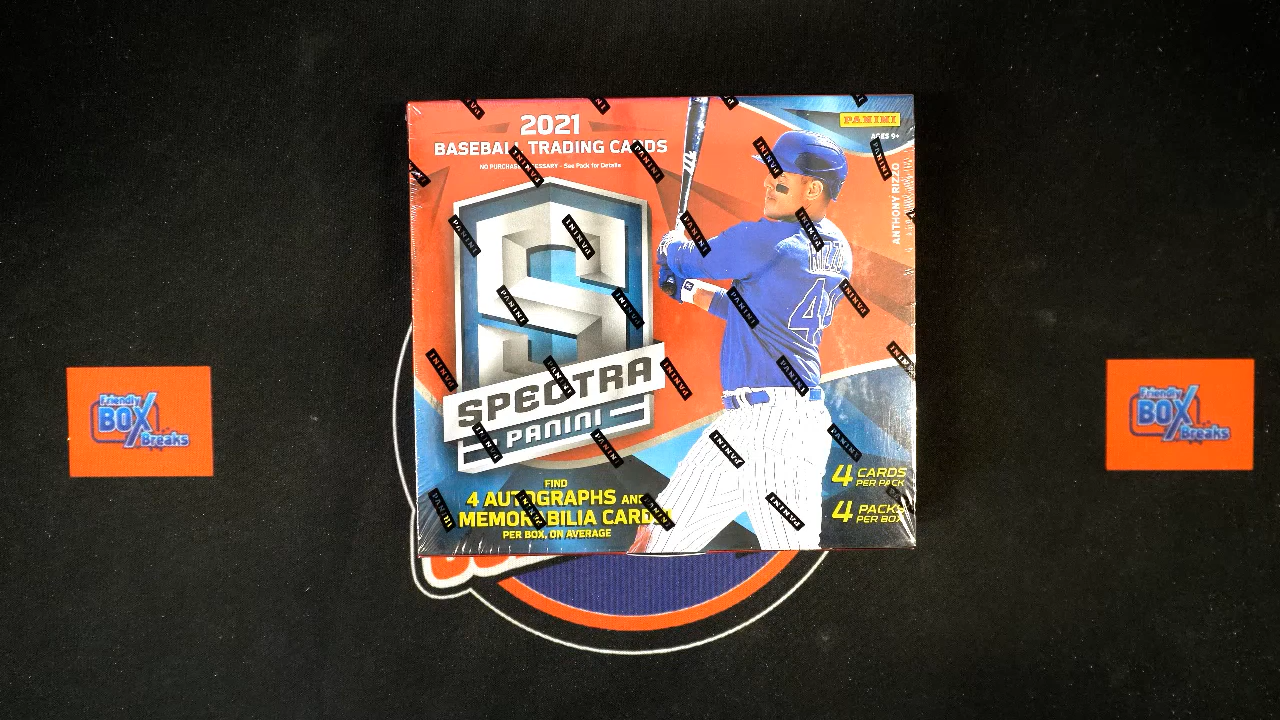 2021
BASEBALL TRADING CARDS
NO PURCHASE NECESSARY - See Pack for Details
PANINI
AGES 9+
ANTHONY RIZZO
RIZZO
44
S
SPECTRA
PANINI
FIND
4 AUTOGRAPHS AND
MEMORABILIA CARDS
PER BOX, ON AVERAGE
4 CARDS
PER PACK
4 PACKS
PER BOX
Friendly
BOX
Breaks
Friendly
BOX
Breaks